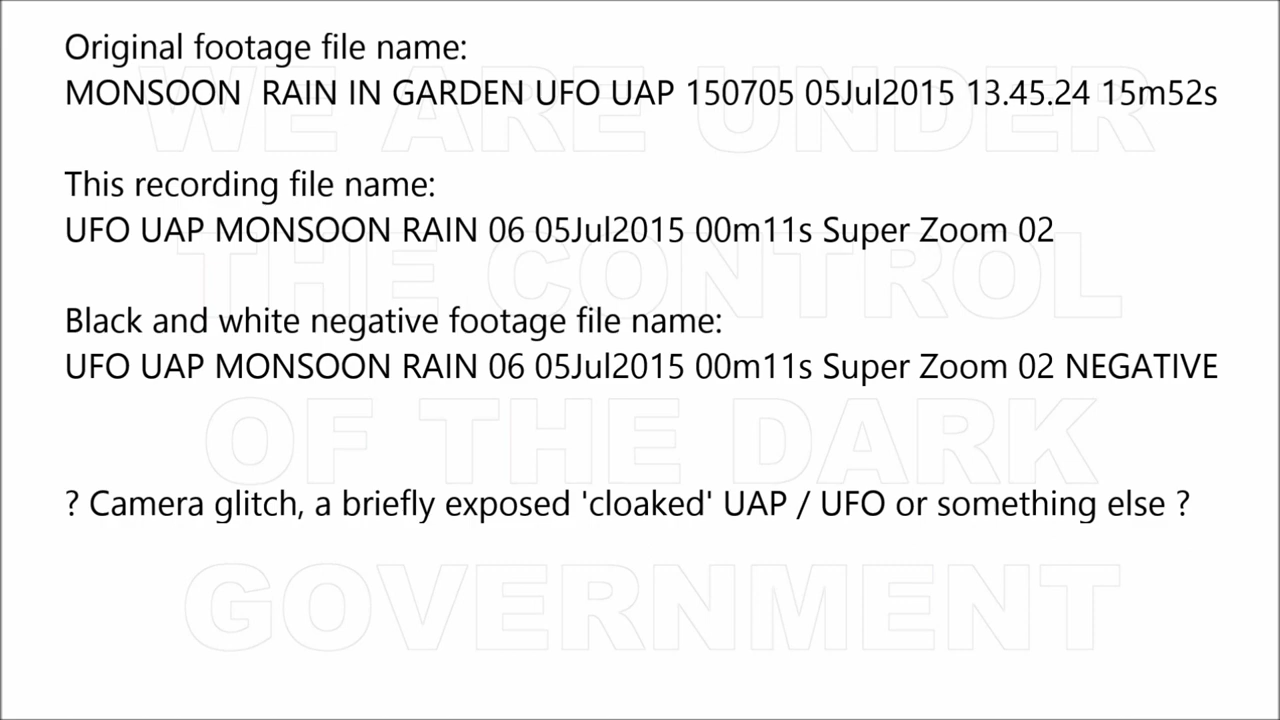 Original footage file name:
MONSOON  RAIN IN GARDEN UFO UAP 150705 05Jul2015 13.45.24 15m52s
This recording file name:
UFO UAP MONSOON RAIN 06 05Jul2015 00m11s Super Zoom 02
Black and white negative footage file name:
UFO UAP MONSOON RAIN 06 05Jul2015 00m11s Super Zoom 02 NEGATIVE
? Camera glitch, a briefly exposed 'cloaked' UAP / UFO or something else ?
WE ARE UNDER
THE CONTROL
OF THE DARK
GOVERNMENT